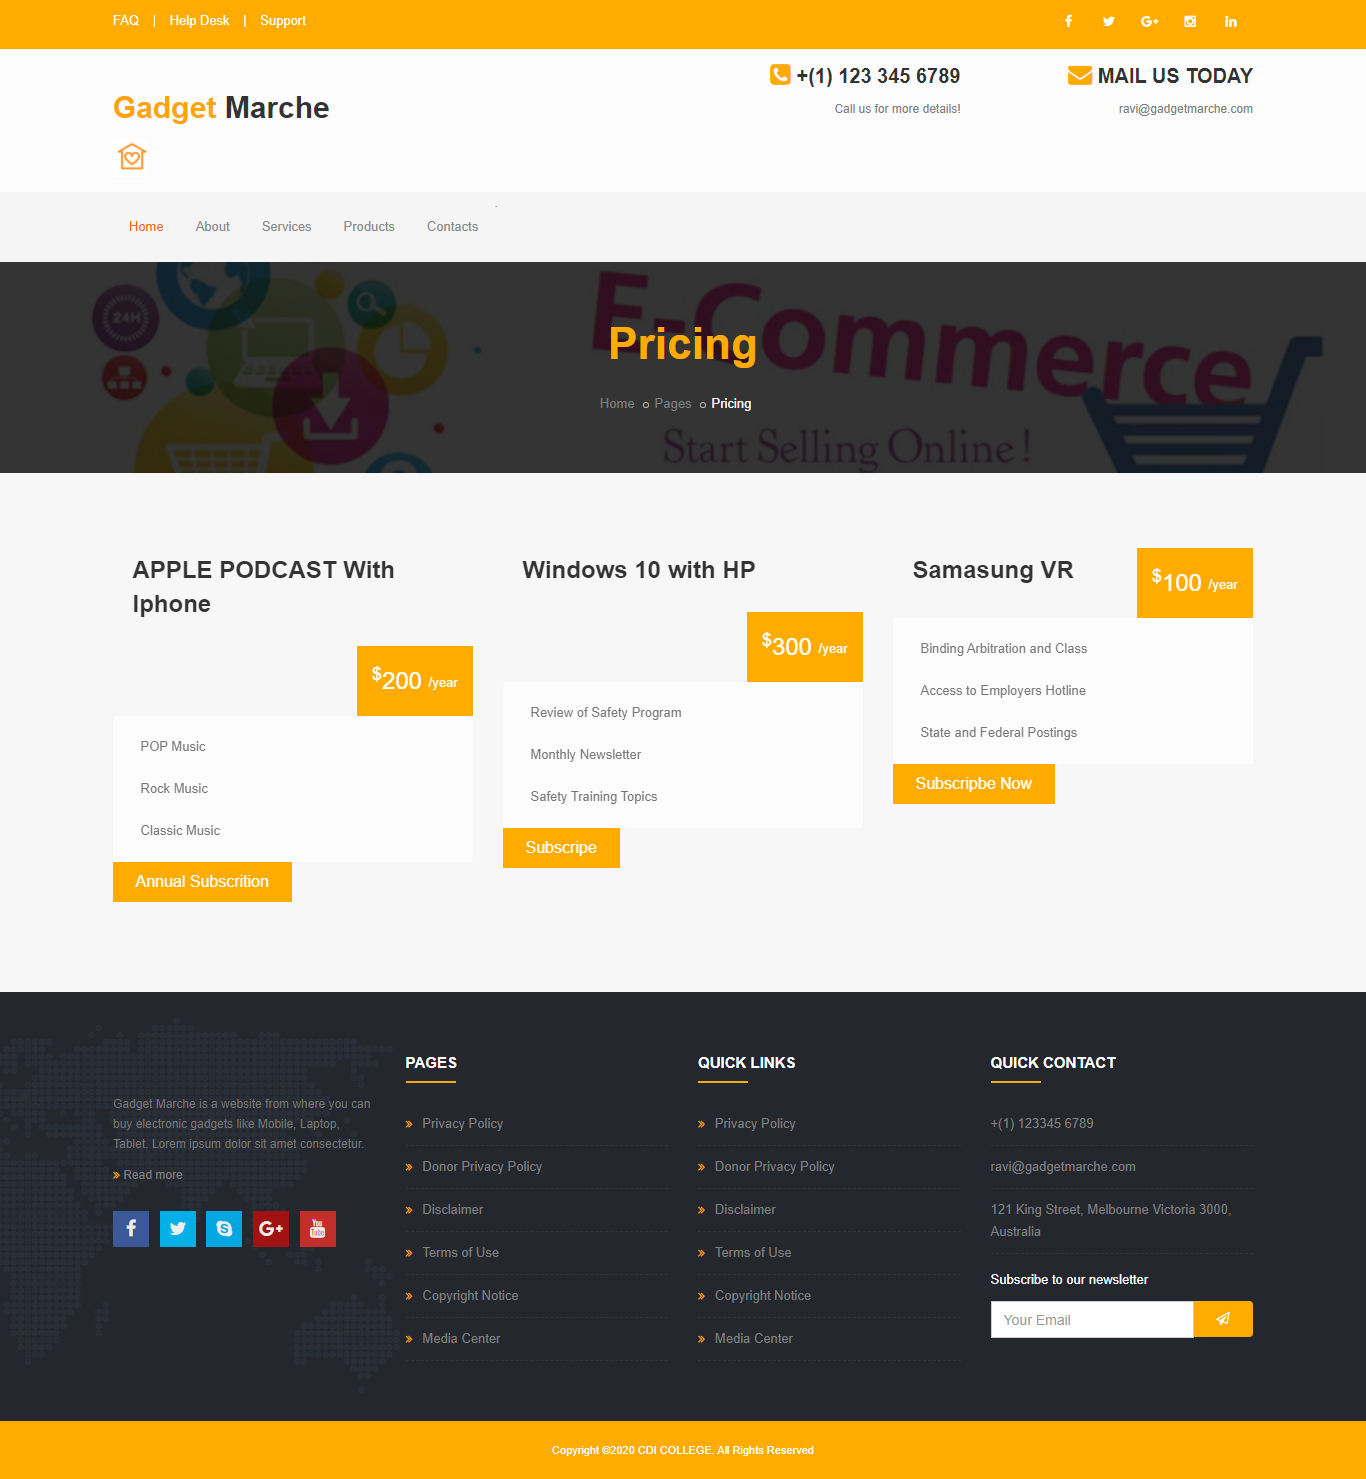 FAQ | Help Desk | Support
Gadget Marche
+(1) 123 345 6789
Call us for more details!
MAIL US TODAY
ravi@gadgetmarche.com
Home About Services Products Contacts
24H
E-Commerce
Start Selling Online !
Pricing
Home Pages Pricing
APPLE PODCAST With
Iphone
$200 /year
POP Music
Rock Music
Classic Music
Annual Subscrition
Windows 10 with HP
$300 /year
Review of Safety Program
Monthly Newsletter
Safety Training Topics
Subscripe
Samasung VR
$100 /year
Binding Arbitration and Class
Access to Employers Hotline
State and Federal Postings
Subscripbe Now
Gadget Marche is a website from where you can
buy electronic gadgets like Mobile, Laptop,
Tablet. Lorem ipsum dolor sit amet consectetur.
Read more
You Tube
PAGES
Privacy Policy
Donor Privacy Policy
Disclaimer
Terms of Use
Copyright Notice
Media Center
QUICK LINKS
Privacy Policy
Donor Privacy Policy
Disclaimer
Terms of Use
Copyright Notice
Media Center
QUICK CONTACT
+(1) 123345 6789
ravi@gadgetmarche.com
121 King Street, Melbourne Victoria 3000,
Australia
Subscribe to our newsletter
Your Email
Copyright ©2020 CDI COLLEGE. All Rights Reserved